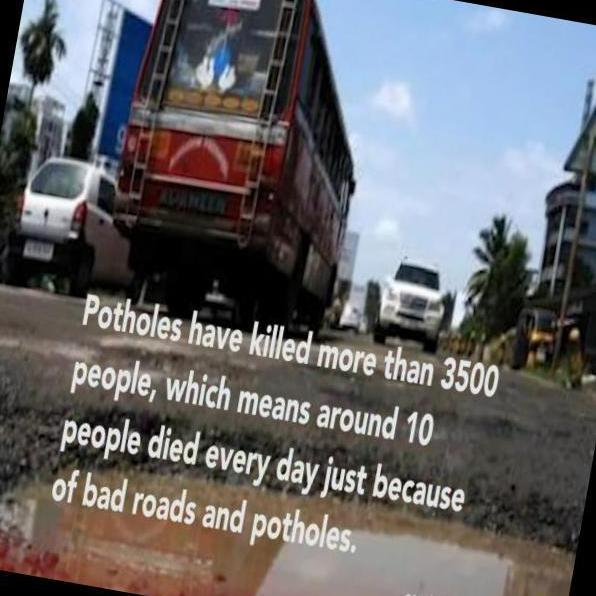 Potholes have killed more than 3500
people, which means around 10
people died every day just because
of bad roads and potholes.